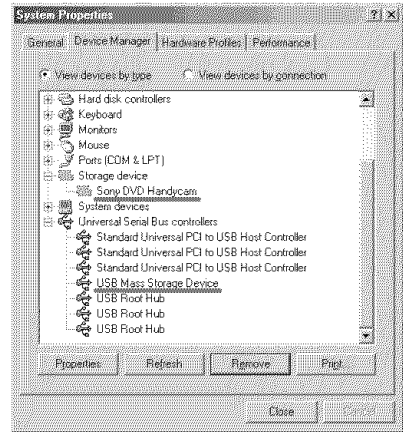 System Properties
General Device Manager Hardware Profiles Performance
View devices by type View devices by connection
Hard disk controllers
Keyboard
Monitors
Mouse
Ports (COM & LPT)
Storage device
Sony DVD Handycam
System devices
Universal Serial Bus controllers
Standard Universal PCI to USB Host Controller
Standard Universal PCI to USB Host Controller
Standard Universal PCI to USB Host Controller
USB Mass Storage Device
USB Root Hub
USB Root Hub
USB Root Hub
Properties Refresh Remove Print
Close Cancel